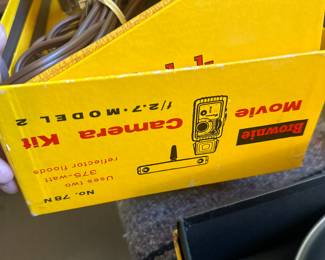 Brownie
Movie
Camera Kit
f/2.7 · MODEL 2
No. 78N
Uses two
375-watt
reflector floods